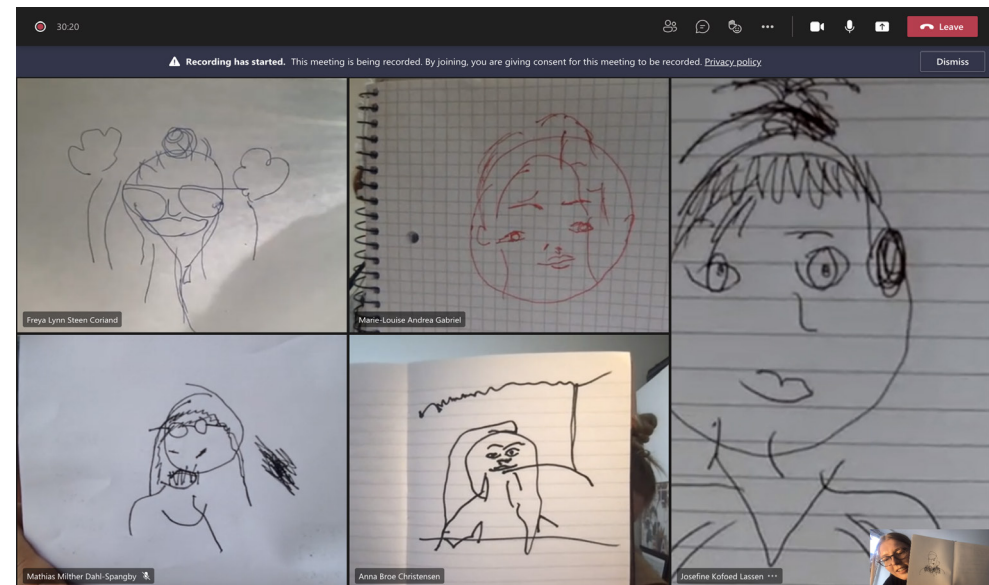 30:20
Leave
Recording has started. This meeting is being recorded. By joining, you are giving consent for this meeting to be recorded. Privacy policy
Dismiss
Freya Lynn Steen Coriand
Marie-Louise Andrea Gabriel
Mathias Milther Dahl-Spangby
Anna Broe Christensen
Josefine Kofoed Lassen